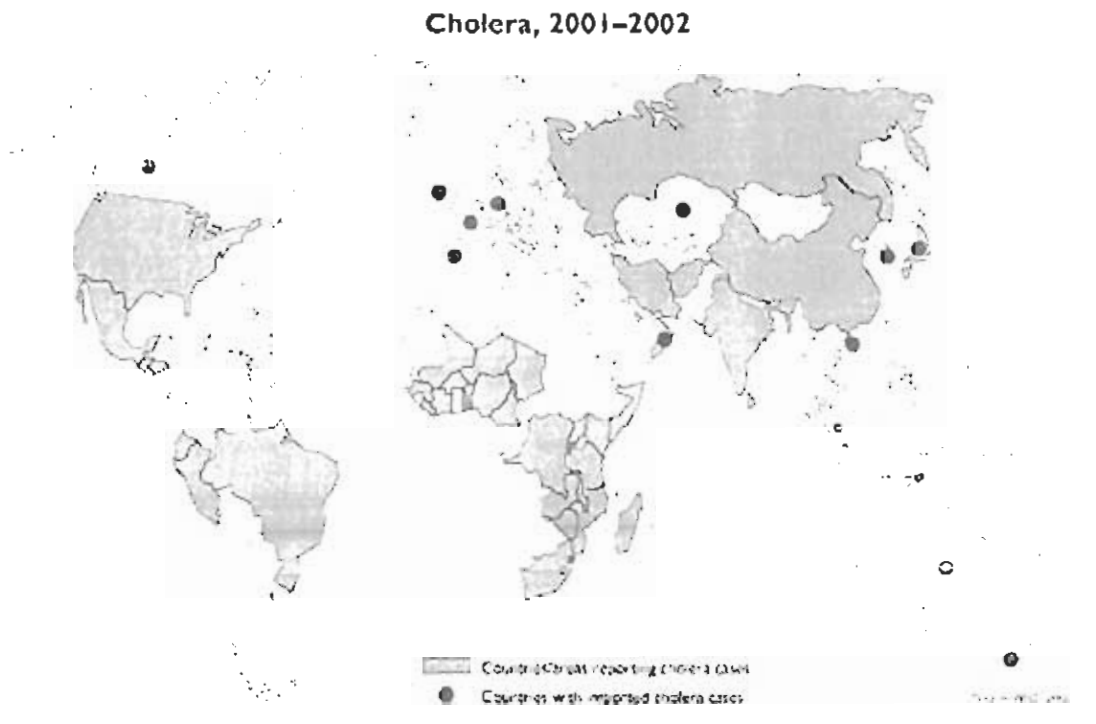 Cholera, 2001–2002
Countries/areas reporting cholera cases
Countries with imported cholera cases